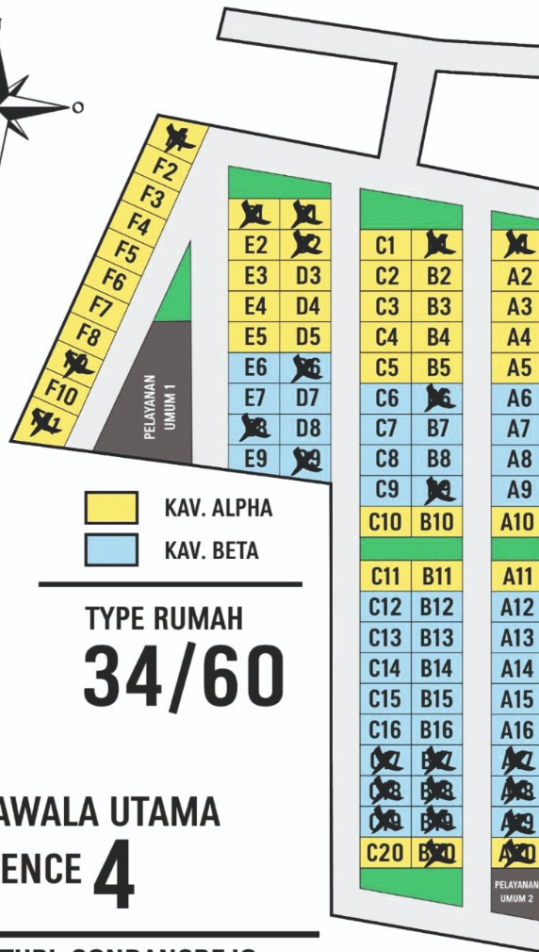 O
F2
F3
F4
F5
F6
F7
F8
F10
E2
E3 D3
E4 D4
E5 D5
E6
E7 D7
D8
E9
C1
C2 B2
C3 B3
C4 B4
C5 B5
C6
C7 B7
C8 B8
C9
C10 B10
C11 B11
C12 B12
C13 B13
C14 B14
C15 B15
C16 B16
C20
A2
A3
A4
A5
A6
A7
A8
A9
A10
A11
A12
A13
A14
A15
A16
PELAYANAN
UMUM 1
PELAYANAN
UMUM 2
KAV. ALPHA
KAV. BETA
TYPE RUMAH
34/60
AWALA UTAMA
ENCE 4